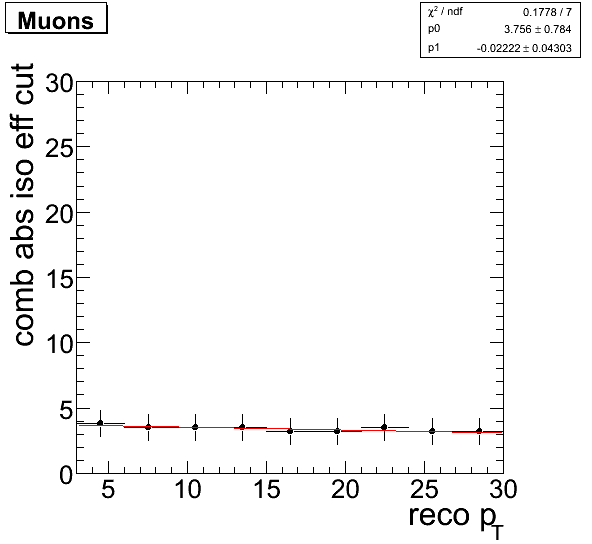 Muons
χ² / ndf 0.1778 / 7
p0 3.756 ± 0.784
p1 -0.02222 ± 0.04303
comb abs iso eff cut
30
25
20
15
10
5
0
5 10 15 20 25 30
reco p_T